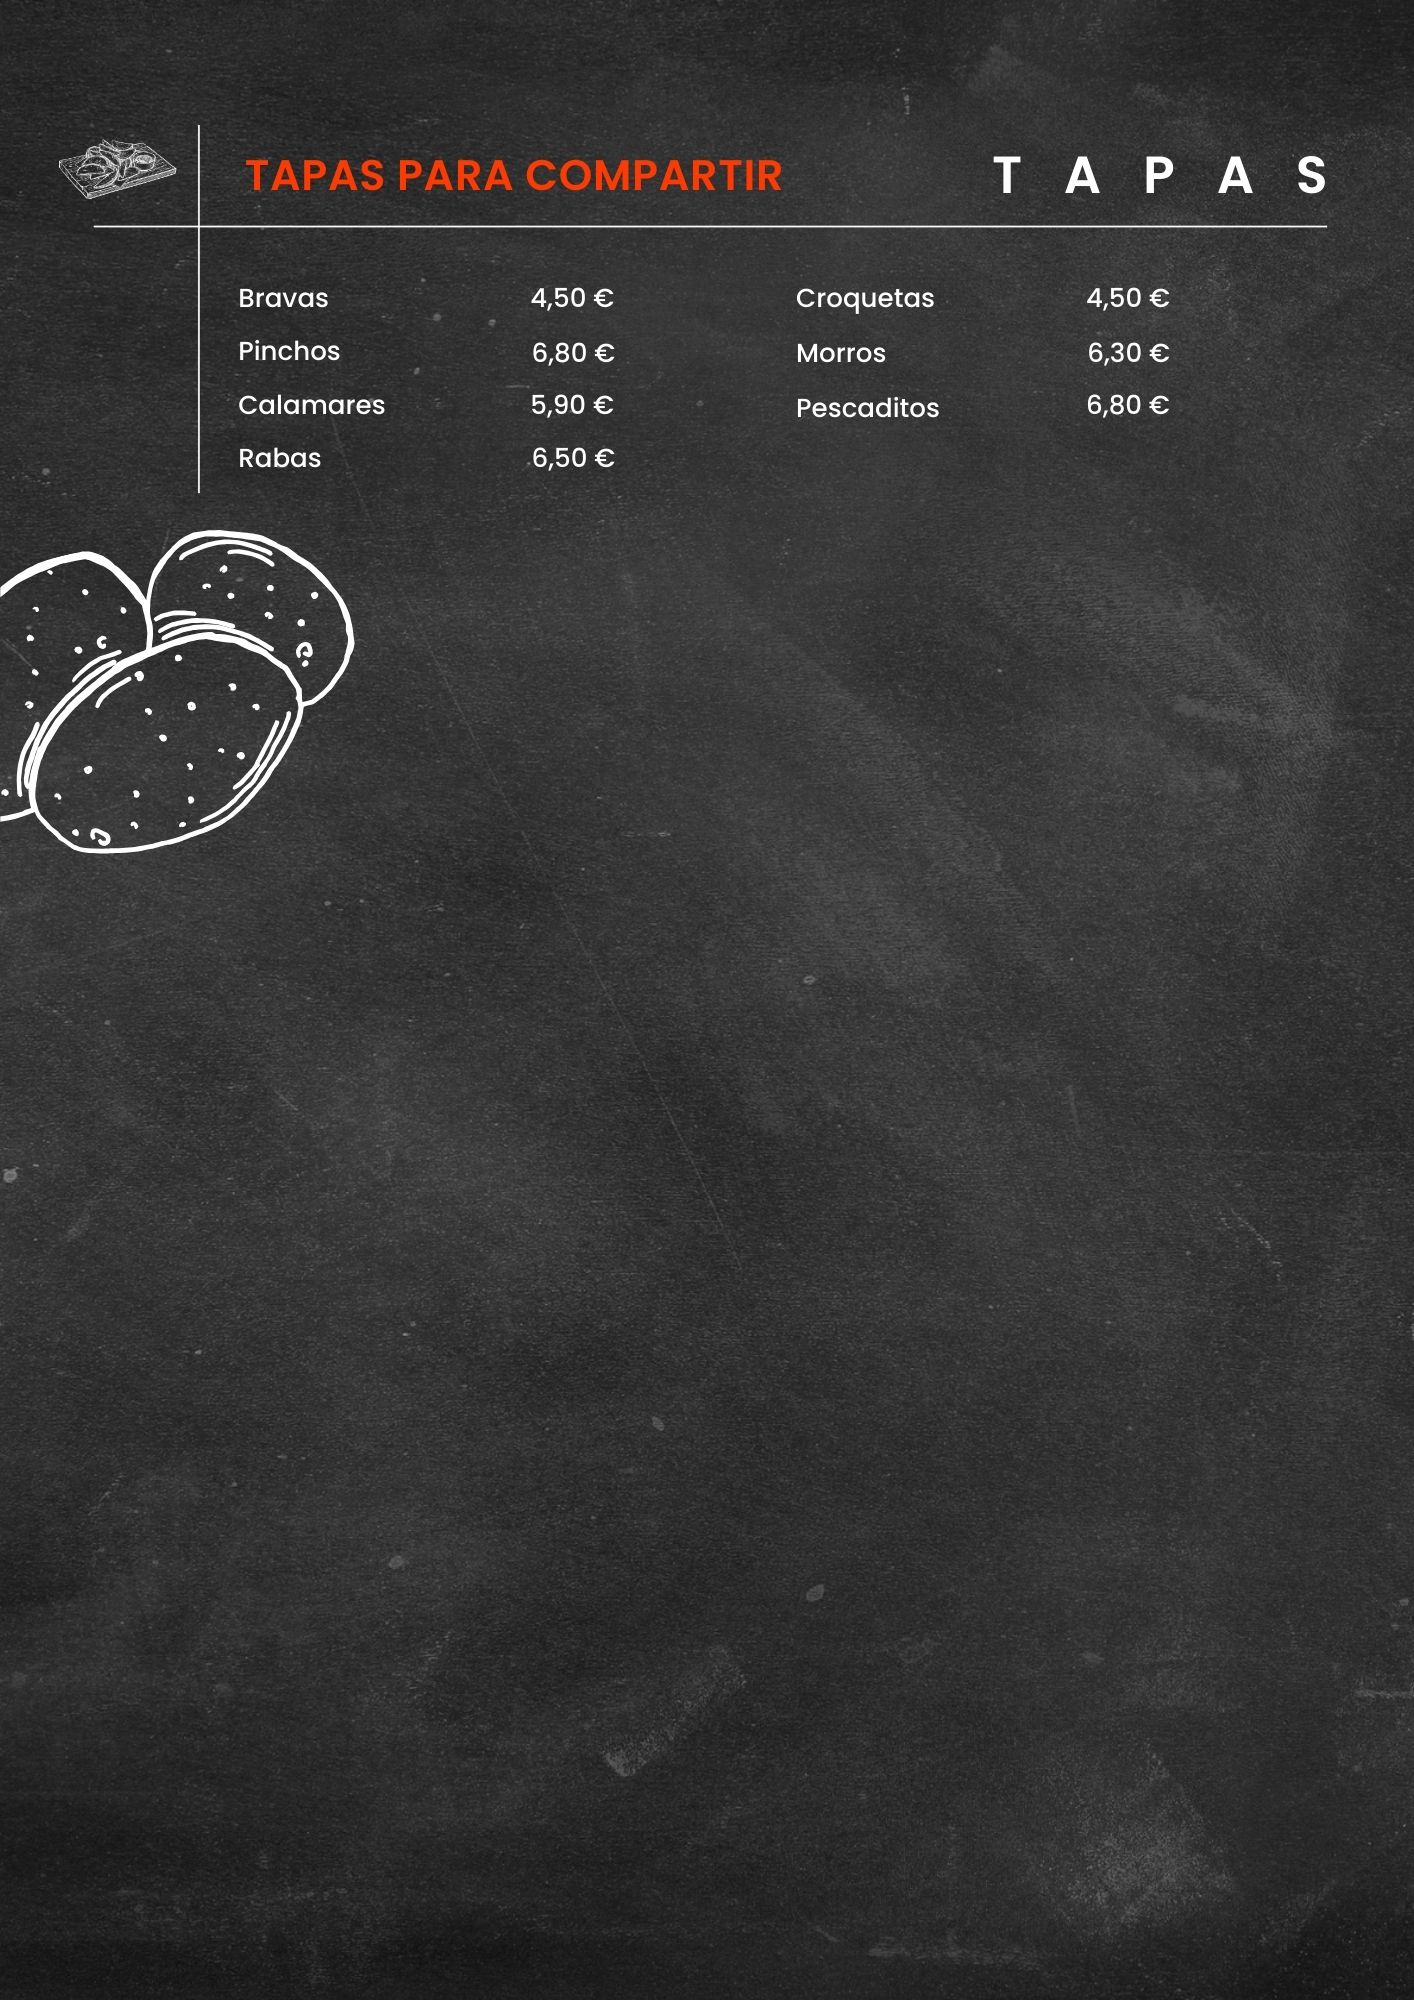 TAPAS PARA COMPARTIR
T A P A S
Bravas 4,50 €
Pinchos 6,80 €
Calamares 5,90 €
Rabas 6,50 €
Croquetas 4,50 €
Morros 6,30 €
Pescaditos 6,80 €